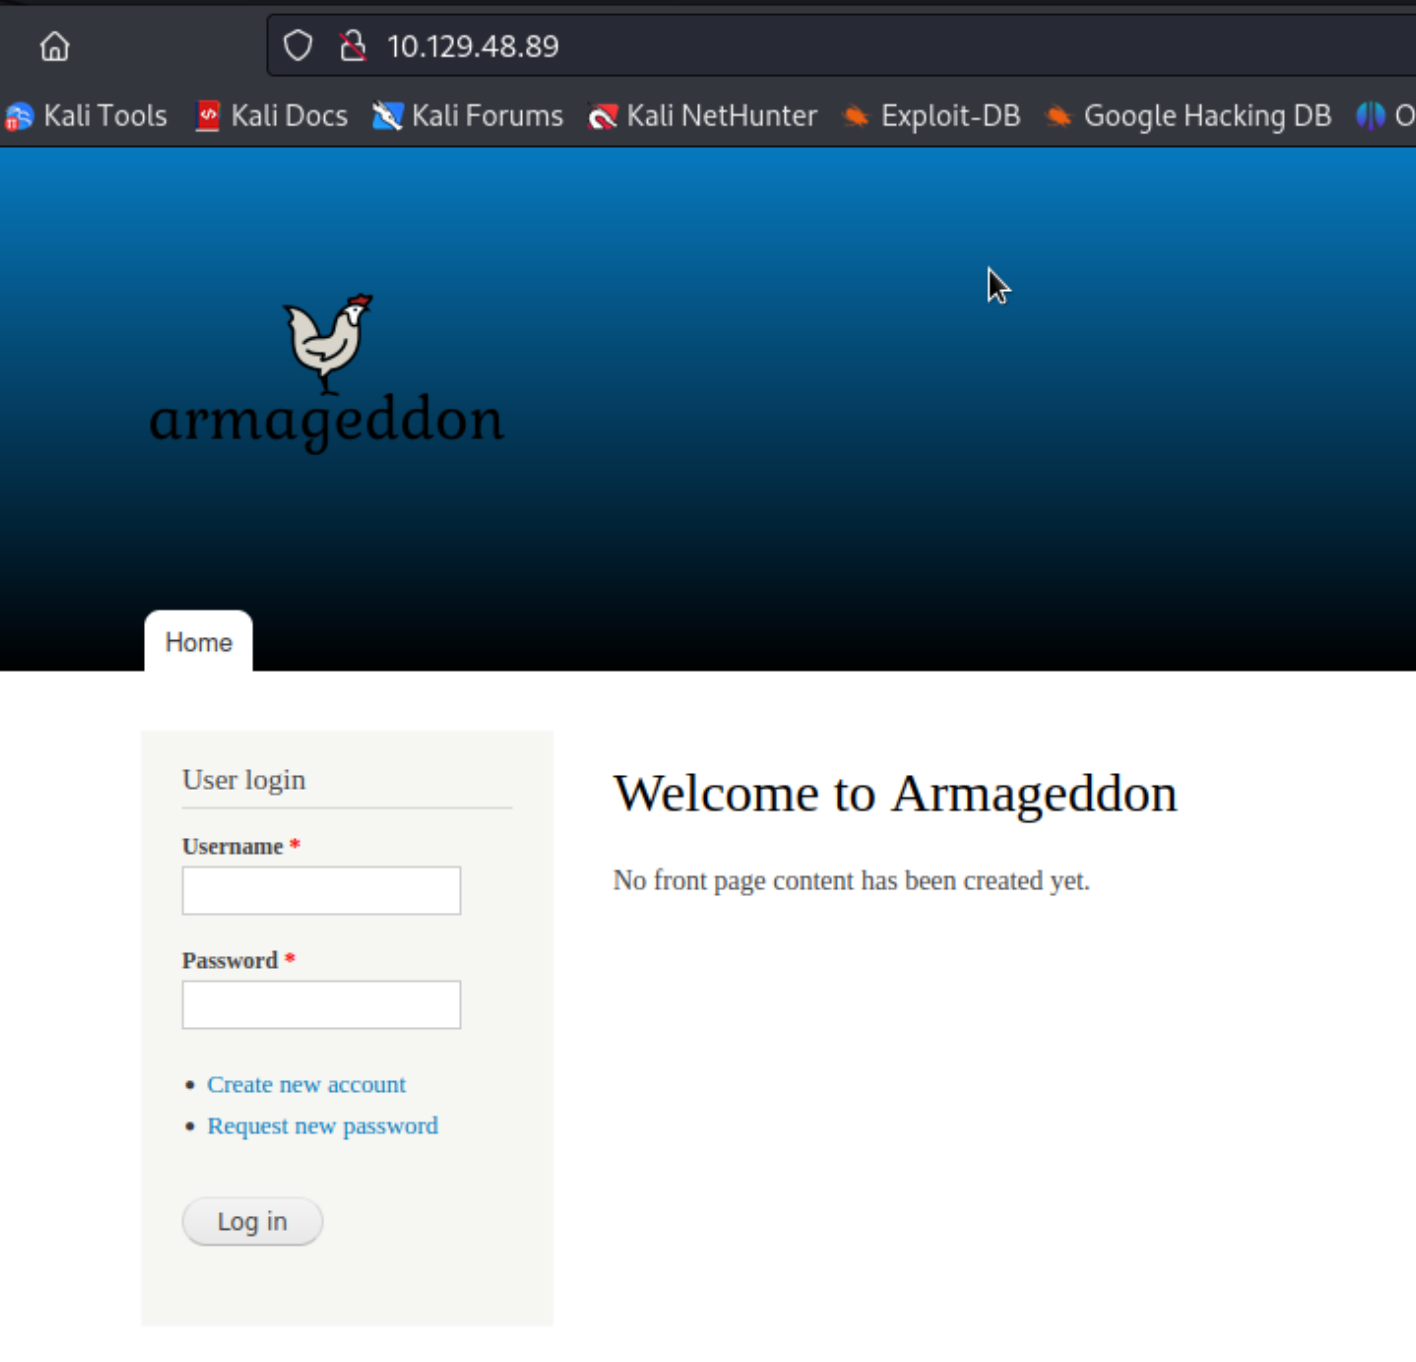 10.129.48.89
Kali Tools Kali Docs Kali Forums Kali NetHunter Exploit-DB Google Hacking DB O
armageddon
Home
User login
Username *
Password *
Create new account
Request new password
Log in
Welcome to Armageddon
No front page content has been created yet.